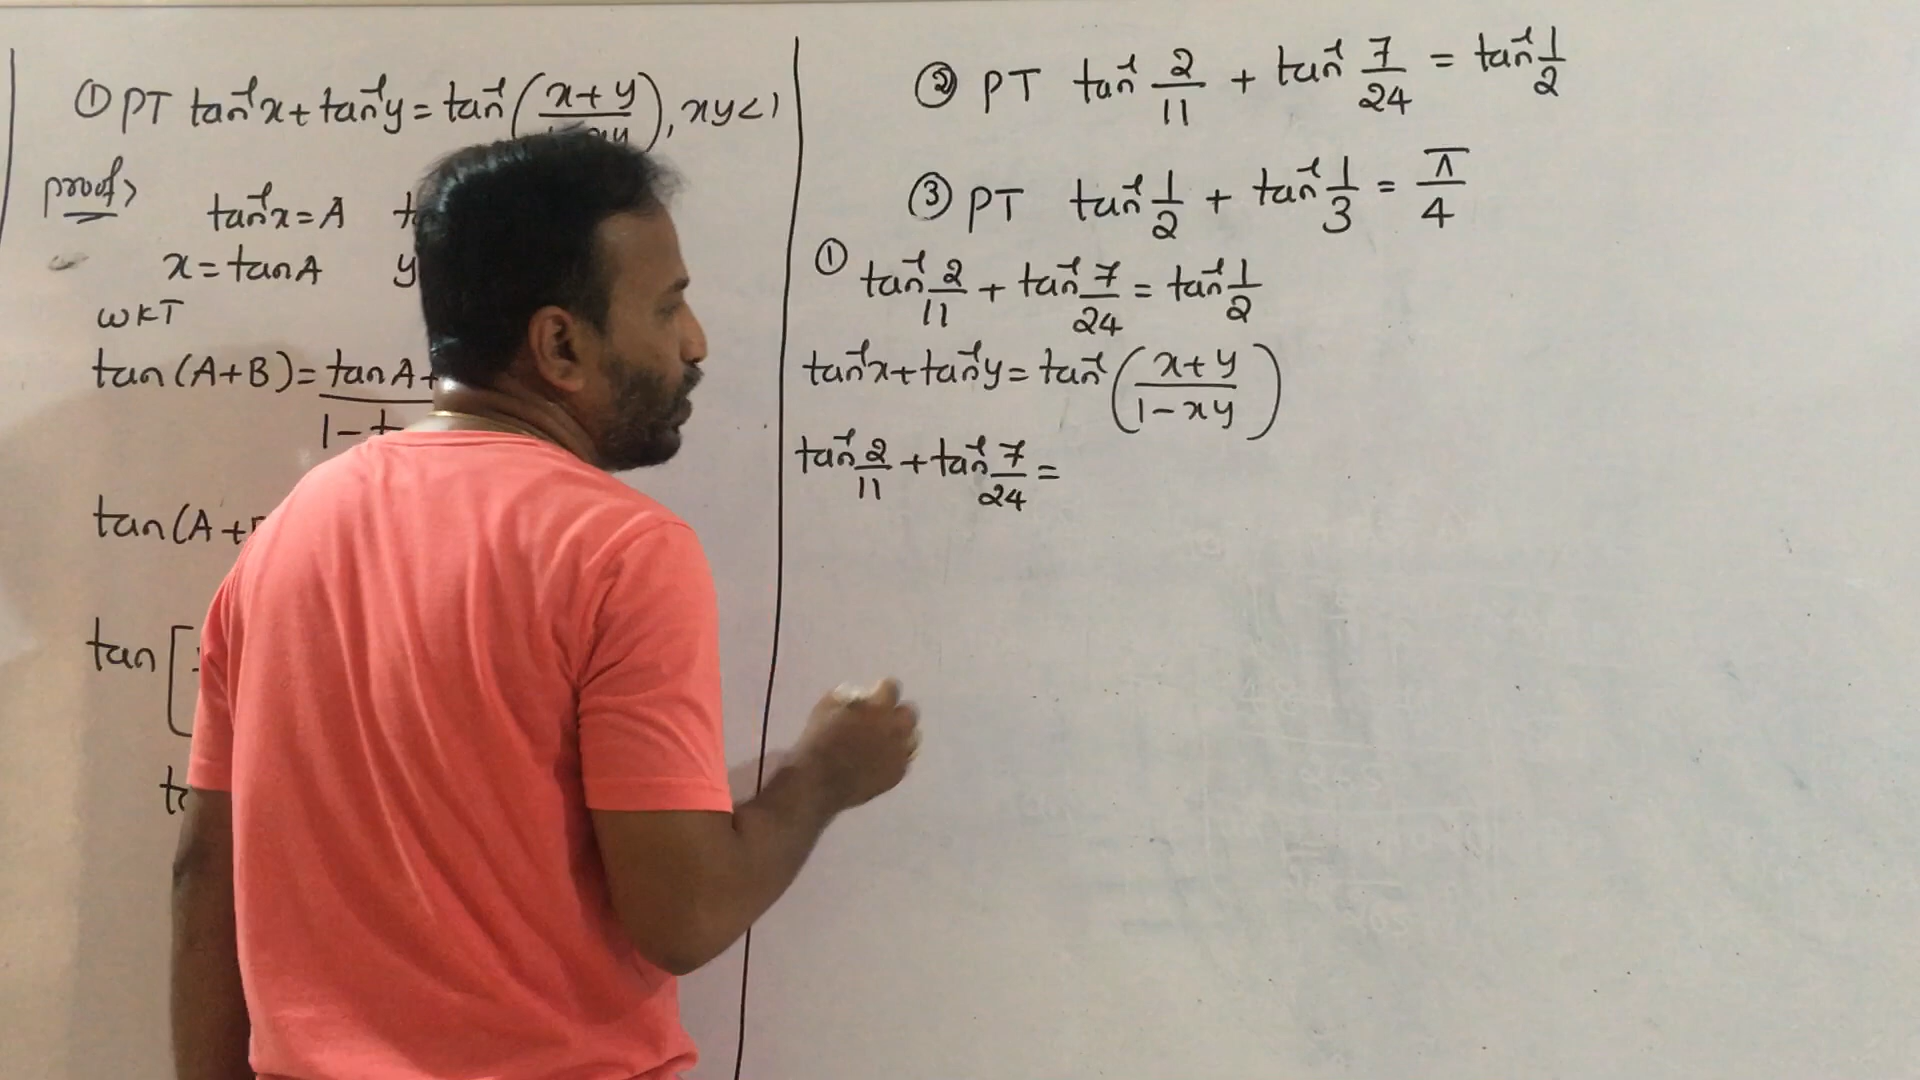 ① PT tan⁻¹x + tan⁻¹y = tan⁻¹(x+y/xy), xy<1
proof>
tan⁻¹x = A
x = tanA y
WKT
tan(A+B) = tanA+
1-t
tan(A+
tan[
② PT tan⁻¹ 2/11 + tan⁻¹ 7/24 = tan⁻¹ 1/2
③ PT tan⁻¹ 1/2 + tan⁻¹ 1/3 = π/4
① tan⁻¹ 2/11 + tan⁻¹ 7/24 = tan⁻¹ 1/2
tan⁻¹x + tan⁻¹y = tan⁻¹(x+y/1-xy)
tan⁻¹ 2/11 + tan⁻¹ 7/24 =